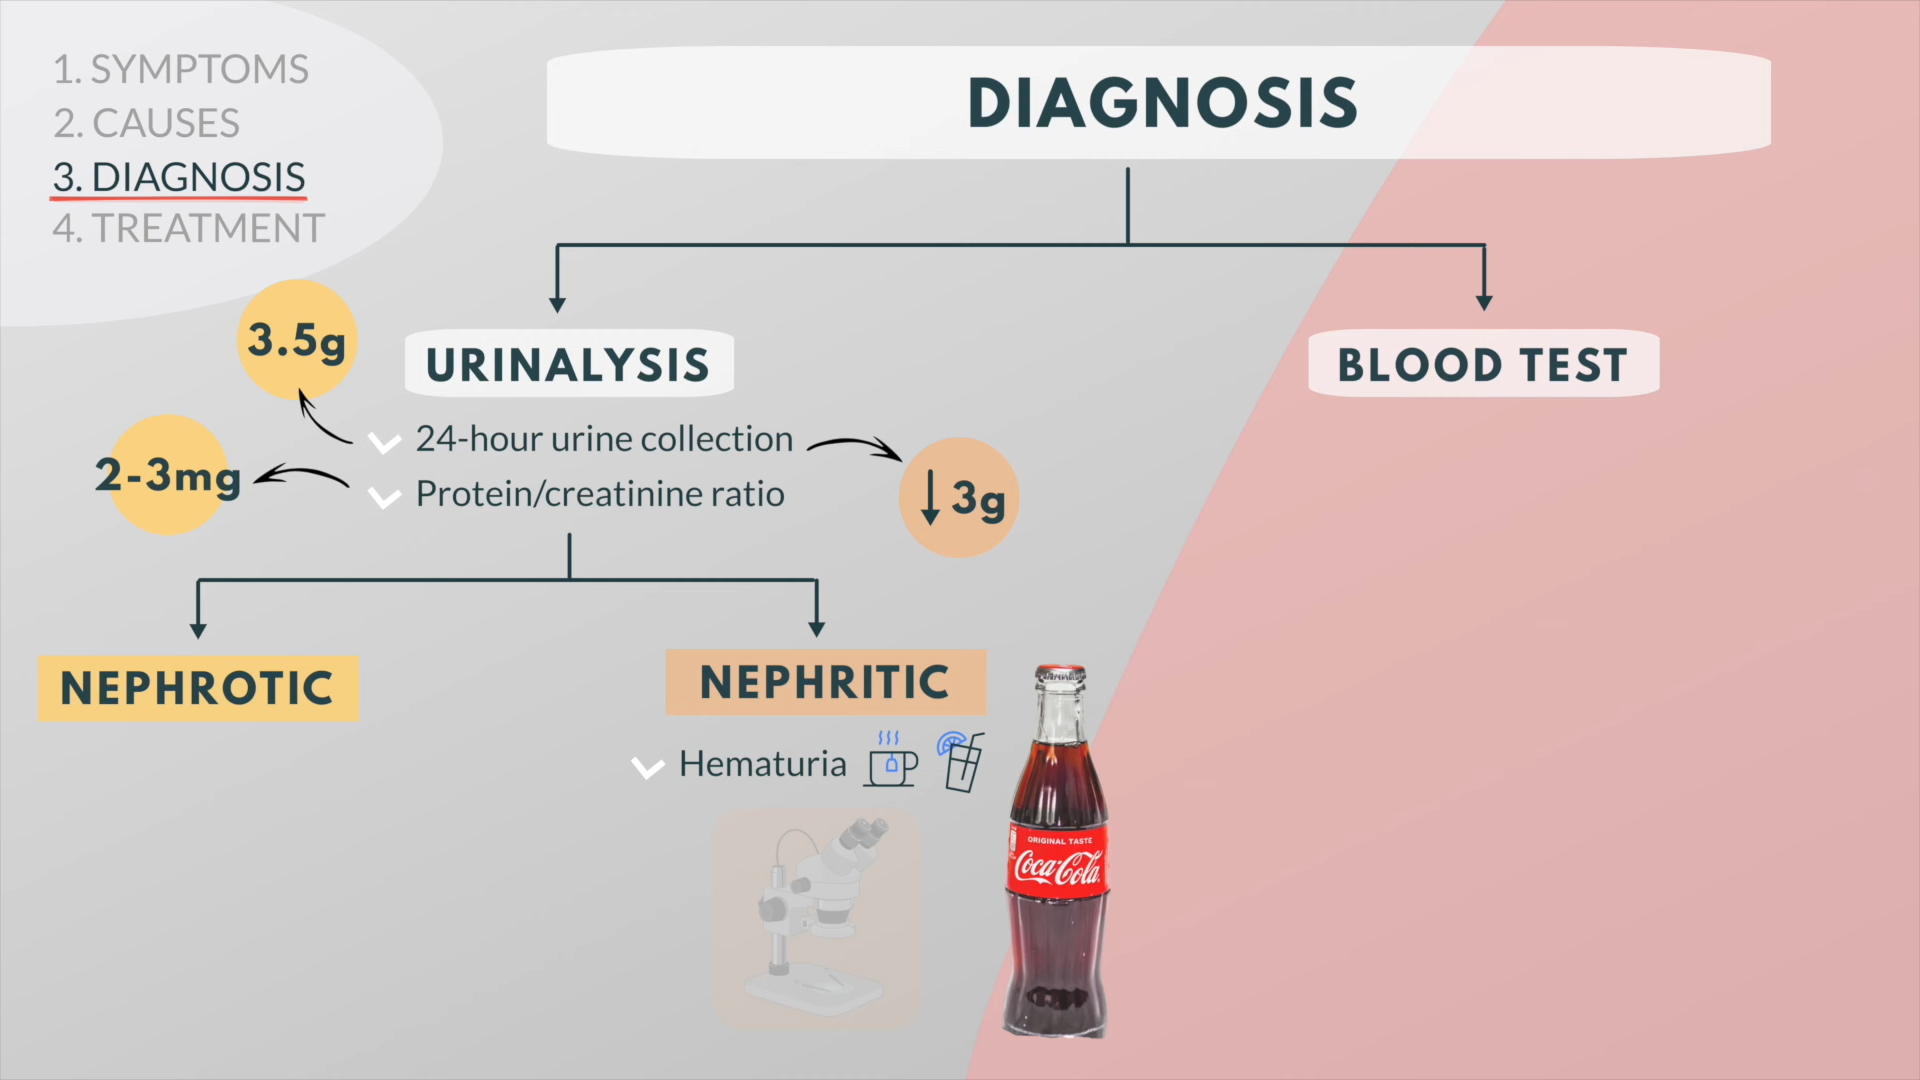 1. SYMPTOMS
2. CAUSES
3. DIAGNOSIS
4. TREATMENT
DIAGNOSIS
3.5g
URINALYSIS
BLOOD TEST
24-hour urine collection
2-3mg
Protein/creatinine ratio
3g
NEPHROTIC
NEPHRITIC
Hematuria
ORIGINAL TASTE
Coca-Cola